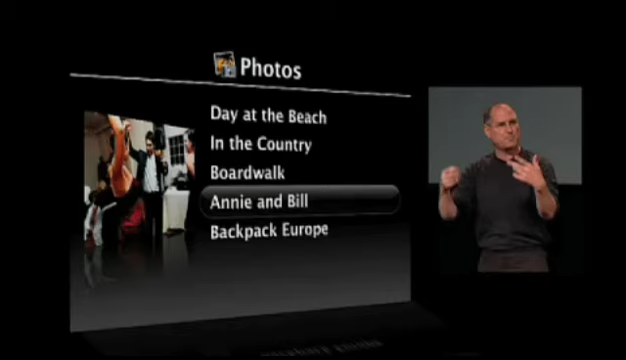 Photos
Day at the Beach
In the Country
Boardwalk
Annie and Bill
Backpack Europe